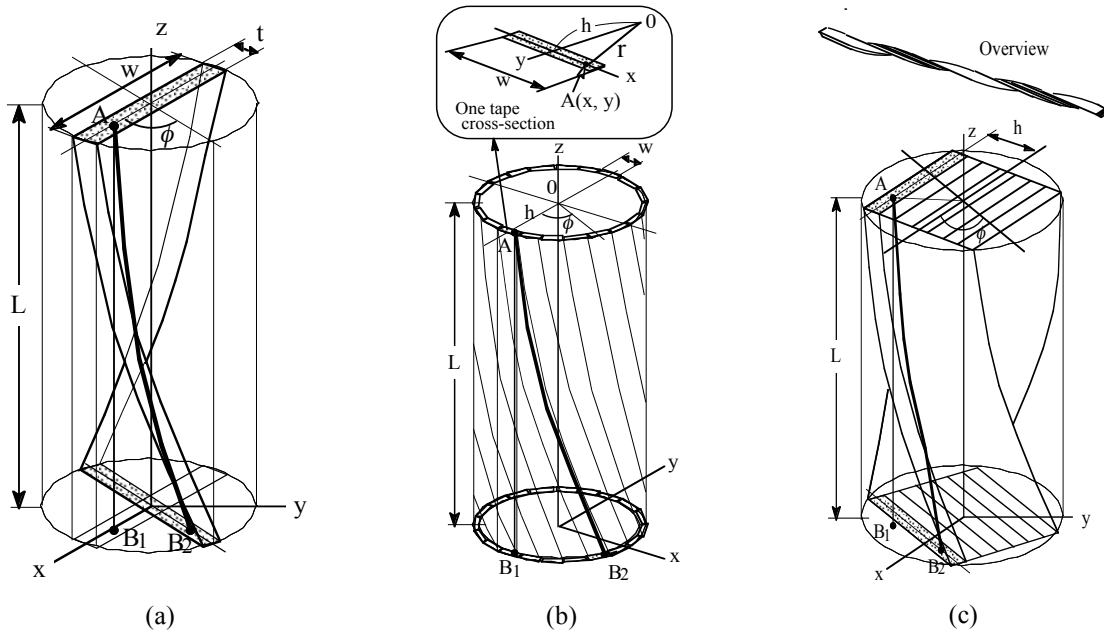 z
t
w
A
ϕ
L
y
B1
B2
x
(a)
h
0
y
r
w
x
A(x, y)
One tape
cross-section
z
w
0
h
ϕ
A
L
y
x
B1
B2
(b)
Overview
z
h
A
ϕ
L
B1
y
x
B2
(c)